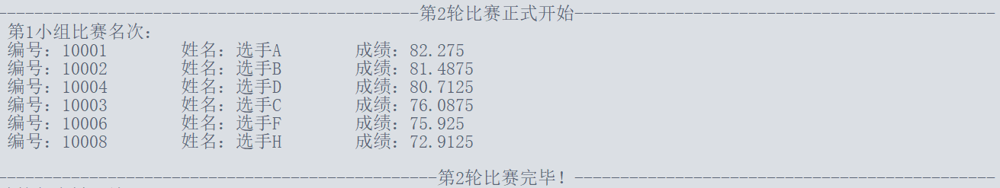 ------------------------------------------------第2轮比赛正式开始------------------------------------------------
第1小组比赛名次：
编号：10001 姓名：选手A 成绩：82.275
编号：10002 姓名：选手B 成绩：81.4875
编号：10004 姓名：选手D 成绩：80.7125
编号：10003 姓名：选手C 成绩：76.0875
编号：10006 姓名：选手F 成绩：75.925
编号：10008 姓名：选手H 成绩：72.9125
------------------------------------------------第2轮比赛完毕！------------------------------------------------